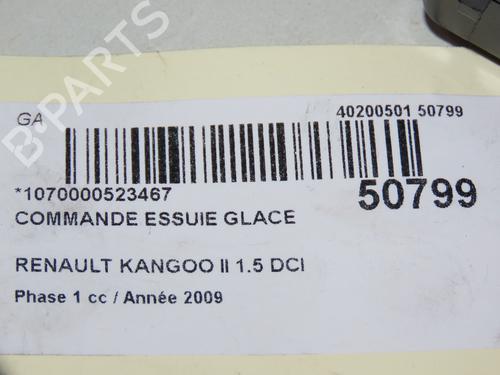 GA
40200501 50799
*1070000523467
50799
COMMANDE ESSUIE GLACE
RENAULT KANGOO II 1.5 DCI
Phase 1 cc / Année 2009
B-PARTS